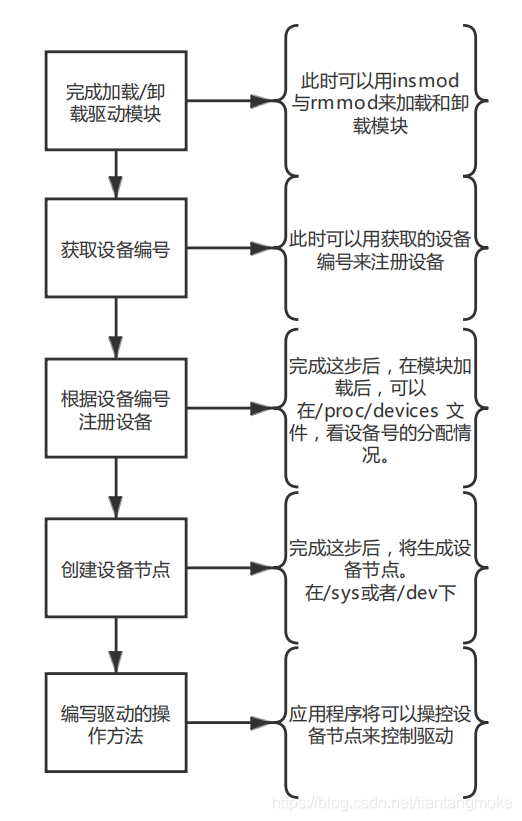 完成加载/卸
载驱动模块
此时可以用insmod
与rmmod来加载和卸
载模块
获取设备编号
此时可以用获取的设备
编号来注册设备
根据设备编号
注册设备
完成这步后，在模块加
载后，可以
在/proc/devices 文
件，看设备号的分配情
况。
创建设备节点
完成这步后，将生成设
备节点。
在/sys或者/dev下
编写驱动的操
作方法
应用程序将可以操控设
备节点来控制驱动
https://blog.csdn.net/tiantangmoke